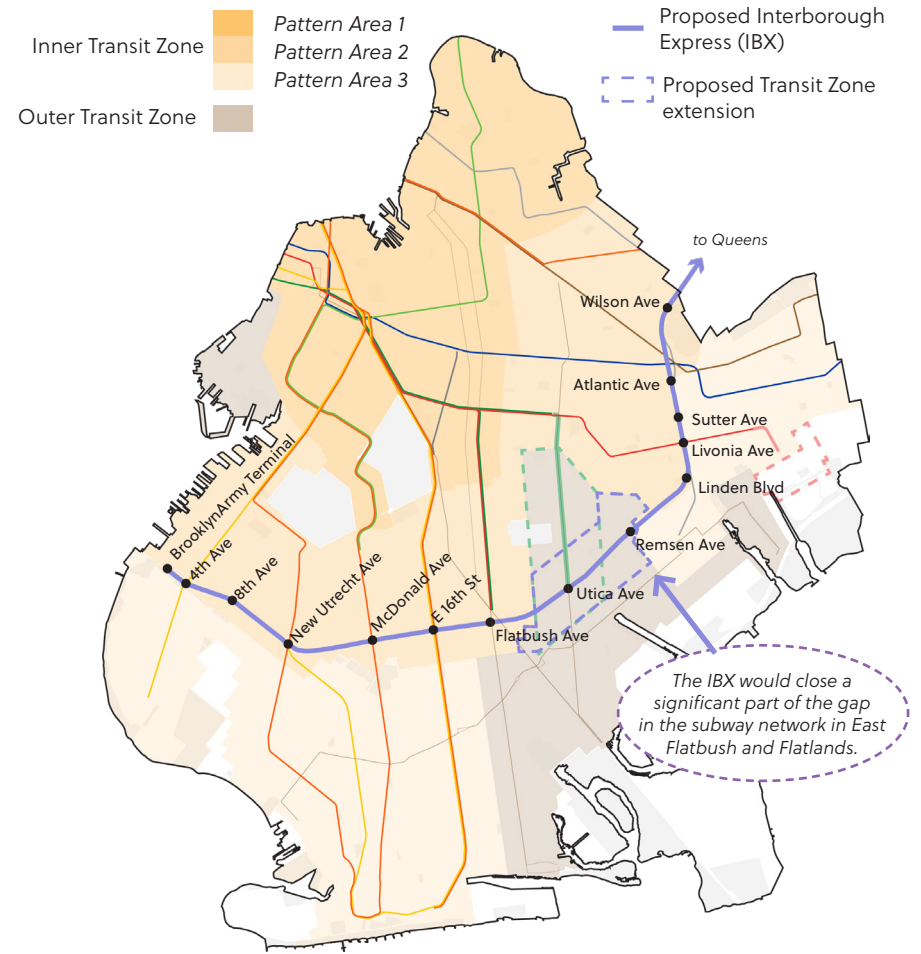 Inner Transit Zone
Pattern Area 1
Pattern Area 2
Pattern Area 3
Outer Transit Zone
Proposed Interborough
Express (IBX)
Proposed Transit Zone
extension
to Queens
Wilson Ave
Atlantic Ave
Sutter Ave
Livonia Ave
Linden Blvd
Remsen Ave
Utica Ave
Flatbush Ave
E 16th St
McDonald Ave
New Utrecht Ave
8th Ave
4th Ave
BrooklynArmy Terminal
The IBX would close a
significant part of the gap
in the subway network in East
Flatbush and Flatlands.